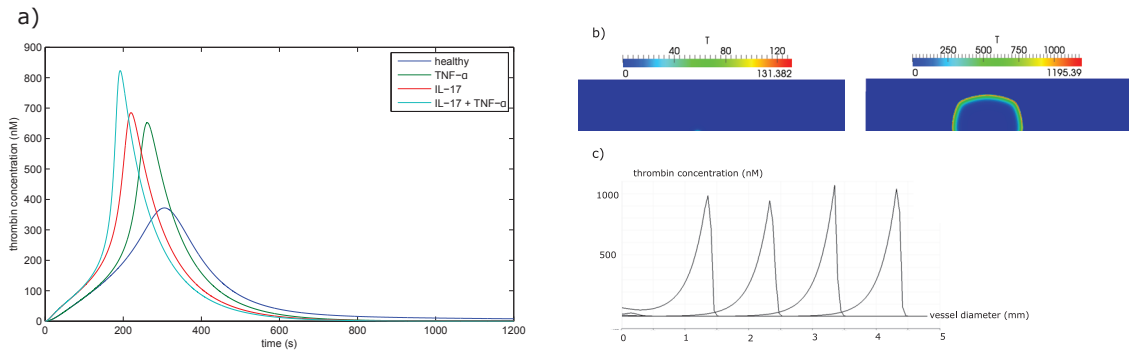 a)
900
800
700
600
500
400
300
200
100
0
thrombin concentration (nM)
0 200 400 600 800 1000 1200
time (s)
healthy
TNF-α
IL-17
IL-17 + TNF-α
b)
T
40 80 120
0 131.382
T
250 500 750 1000
0 1195.39
c)
thrombin concentration (nM)
1000
500
vessel diameter (mm)
0 1 2 3 4 5